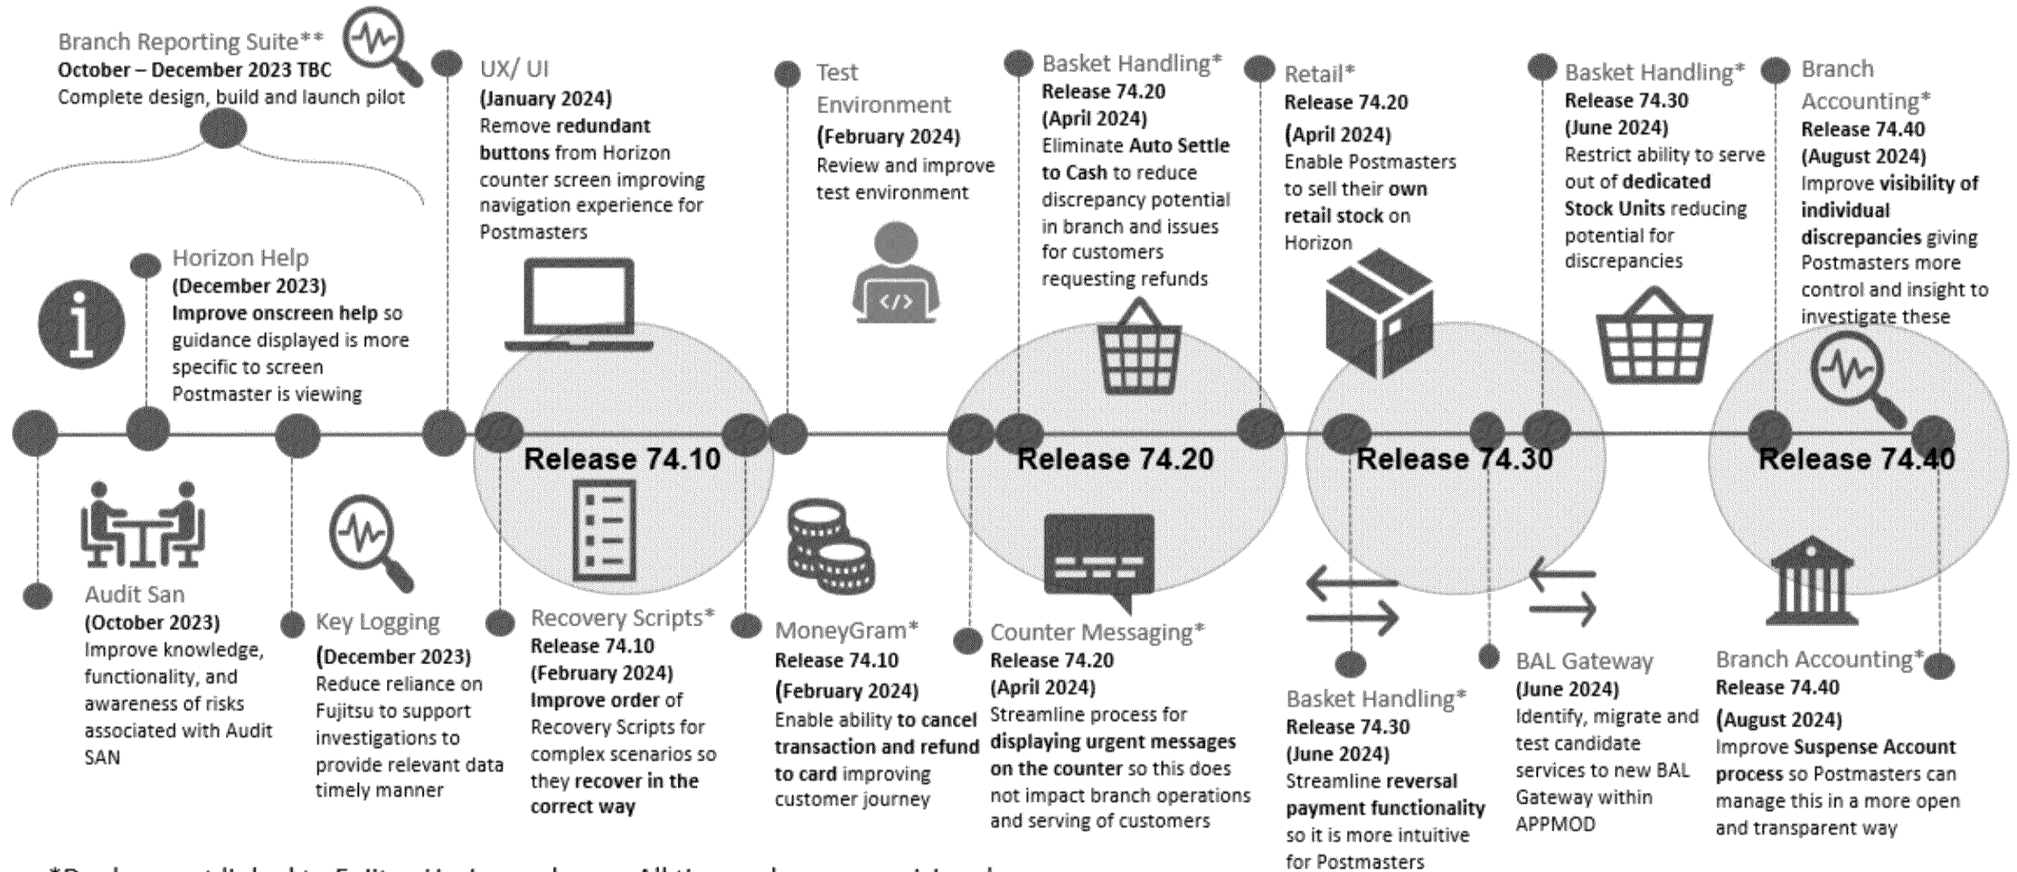 Branch Reporting Suite**
October – December 2023 TBC
Complete design, build and launch pilot
Horizon Help
(December 2023)
Improve onscreen help so
guidance displayed is more
specific to screen
Postmaster is viewing
UX/ UI
(January 2024)
Remove redundant
buttons from Horizon
counter screen improving
navigation experience for
Postmasters
Test
Environment
(February 2024)
Review and improve
test environment
Basket Handling*
Release 74.20
(April 2024)
Eliminate Auto Settle
to Cash to reduce
discrepancy potential
in branch and issues
for customers
requesting refunds
Retail*
Release 74.20
(April 2024)
Enable Postmasters
to sell their own
retail stock on
Horizon
Basket Handling*
Release 74.30
(June 2024)
Restrict ability to serve
out of dedicated
Stock Units reducing
potential for
discrepancies
Branch
Accounting*
Release 74.40
(August 2024)
Improve visibility of
individual
discrepancies giving
Postmasters more
control and insight to
investigate these
Release 74.10
Release 74.20
Release 74.30
Release 74.40
Audit San
(October 2023)
Improve knowledge,
functionality, and
awareness of risks
associated with Audit
SAN
Key Logging
(December 2023)
Reduce reliance on
Fujitsu to support
investigations to
provide relevant data
timely manner
Recovery Scripts*
Release 74.10
(February 2024)
Improve order of
Recovery Scripts for
complex scenarios so
they recover in the
correct way
MoneyGram*
Release 74.10
(February 2024)
Enable ability to cancel
transaction and refund
to card improving
customer journey
Counter Messaging*
Release 74.20
(April 2024)
Streamline process for
displaying urgent messages
on the counter so this does
not impact branch operations
and serving of customers
Basket Handling*
Release 74.30
(June 2024)
Streamline reversal
payment functionality
so it is more intuitive
for Postmasters
BAL Gateway
(June 2024)
Identify, migrate and
test candidate
services to new BAL
Gateway within
APPMOD
Branch Accounting*
Release 74.40
(August 2024)
Improve Suspense Account
process so Postmasters can
manage this in a more open
and transparent way